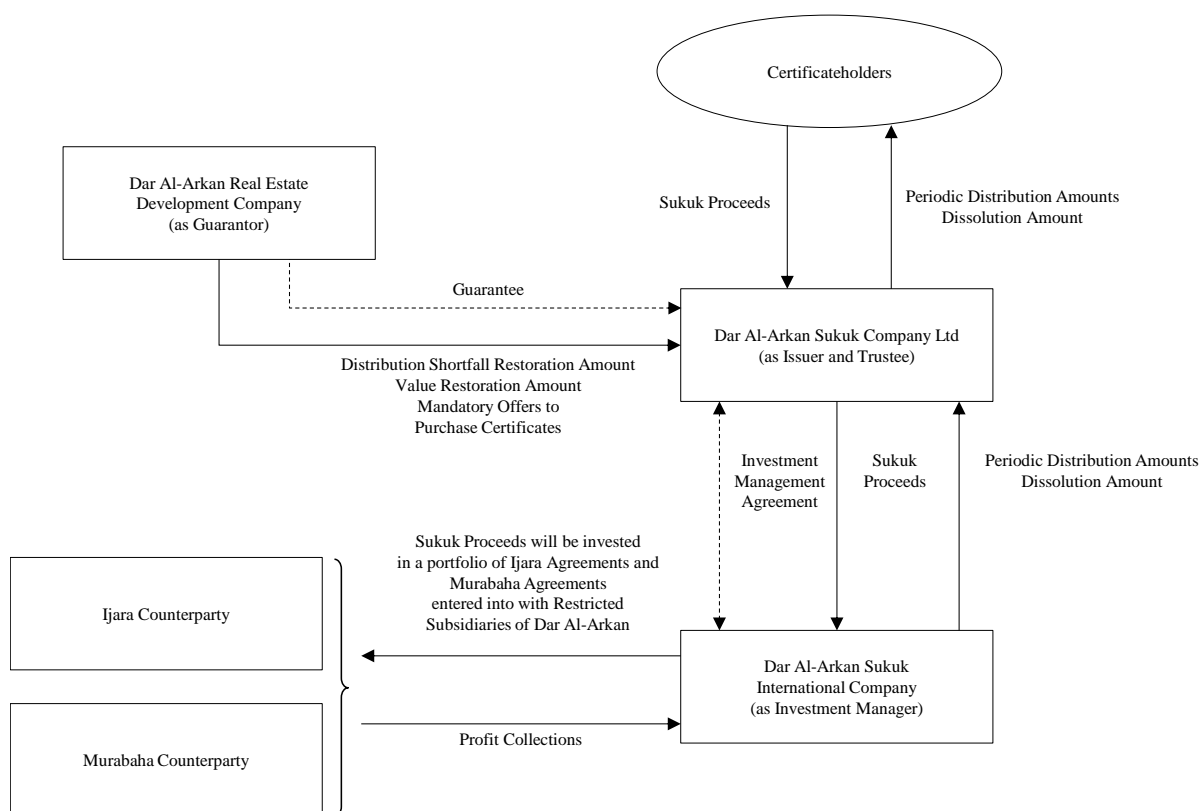 Certificateholders
Dar Al-Arkan Real Estate
Development Company
(as Guarantor)
Sukuk Proceeds
Periodic Distribution Amounts
Dissolution Amount
Guarantee
Dar Al-Arkan Sukuk Company Ltd
(as Issuer and Trustee)
Distribution Shortfall Restoration Amount
Value Restoration Amount
Mandatory Offers to
Purchase Certificates
Investment
Management
Agreement
Sukuk
Proceeds
Periodic Distribution Amounts
Dissolution Amount
Sukuk Proceeds will be invested
in a portfolio of Ijara Agreements and
Murabaha Agreements
entered into with Restricted
Subsidiaries of Dar Al-Arkan
Ijara Counterparty
Dar Al-Arkan Sukuk
International Company
(as Investment Manager)
Profit Collections
Murabaha Counterparty